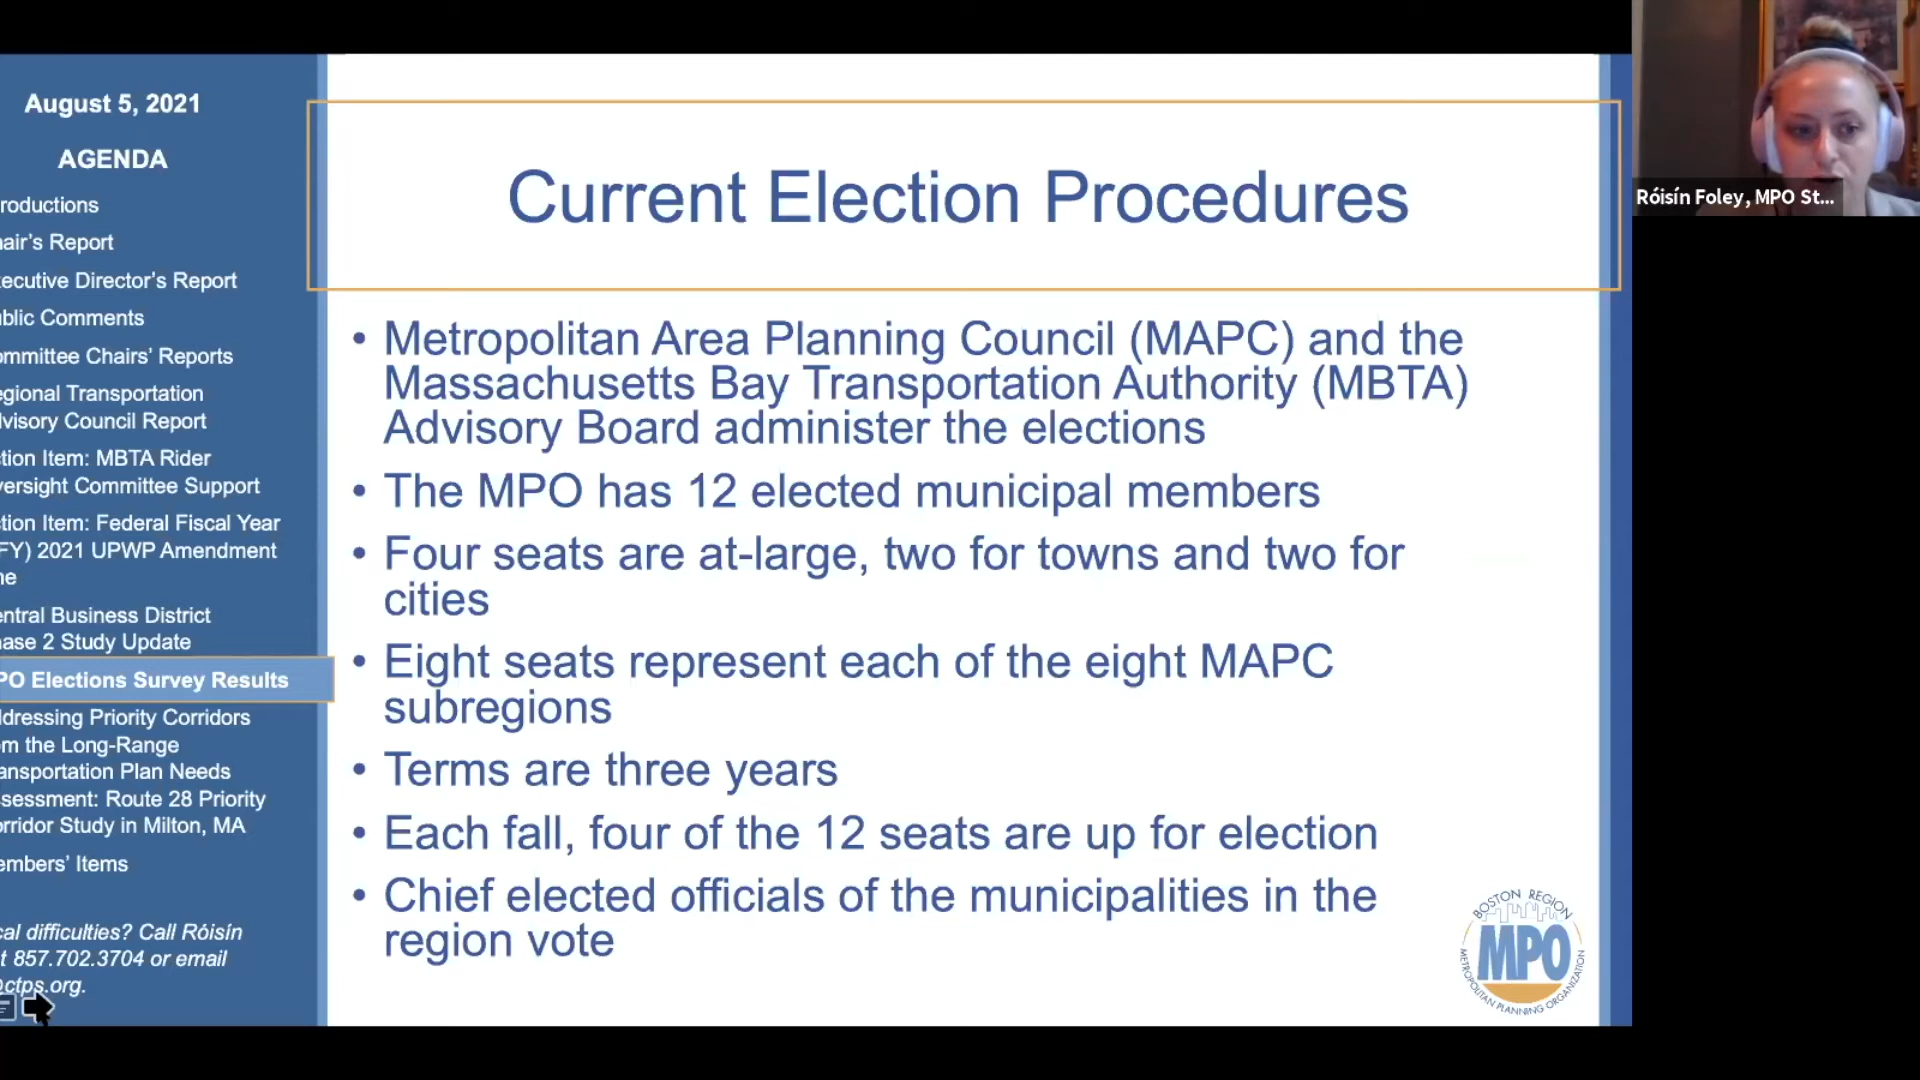 August 5, 2021
AGENDA
roductions
air's Report
ecutive Director's Report
blic Comments
ommittee Chairs' Reports
egional Transportation
dvisory Council Report
tion Item: MBTA Rider
versight Committee Support
tion Item: Federal Fiscal Year
FY) 2021 UPWP Amendment
ne
entral Business District
hase 2 Study Update
PO Elections Survey Results
ddressing Priority Corridors
om the Long-Range
ansportation Plan Needs
ssessment: Route 28 Priority
orridor Study in Milton, MA
embers' Items
cal difficulties? Call Róisín
t 857.702.3704 or email
@ctps.org.
Current Election Procedures
• Metropolitan Area Planning Council (MAPC) and the
Massachusetts Bay Transportation Authority (MBTA)
Advisory Board administer the elections
• The MPO has 12 elected municipal members
• Four seats are at-large, two for towns and two for
cities
• Eight seats represent each of the eight MAPC
subregions
• Terms are three years
• Each fall, four of the 12 seats are up for election
• Chief elected officials of the municipalities in the
region vote
BOSTON REGION
MPO
METROPOLITAN PLANNING ORGANIZATION
Róisín Foley, MPO St...